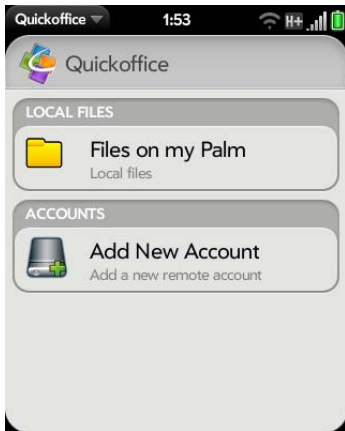 Quickoffice
1:53
H+
Quickoffice
LOCAL FILES
Files on my Palm
Local files
ACCOUNTS
Add New Account
Add a new remote account